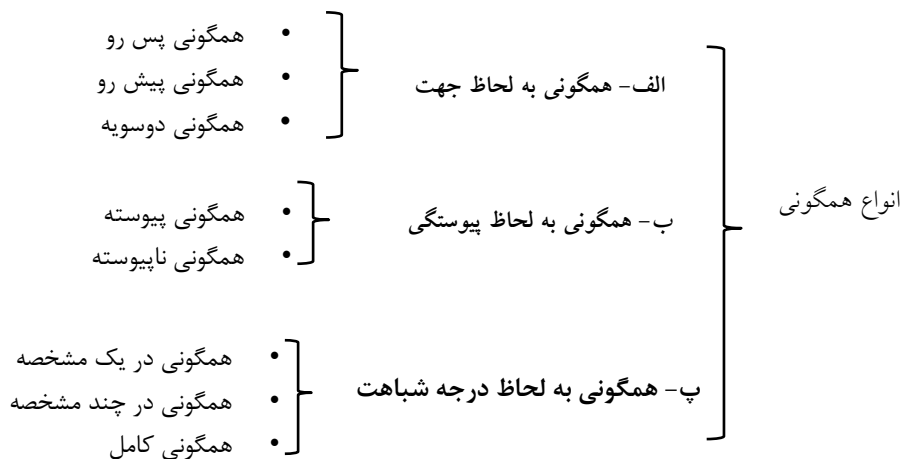 انواع همگونی
الف- همگونی به لحاظ جهت
• همگونی پس رو
• همگونی پیش رو
• همگونی دوسویه
ب- همگونی به لحاظ پیوستگی
• همگونی پیوسته
• همگونی ناپیوسته
پ- همگونی به لحاظ درجه شباهت
• همگونی در یک مشخصه
• همگونی در چند مشخصه
• همگونی کامل